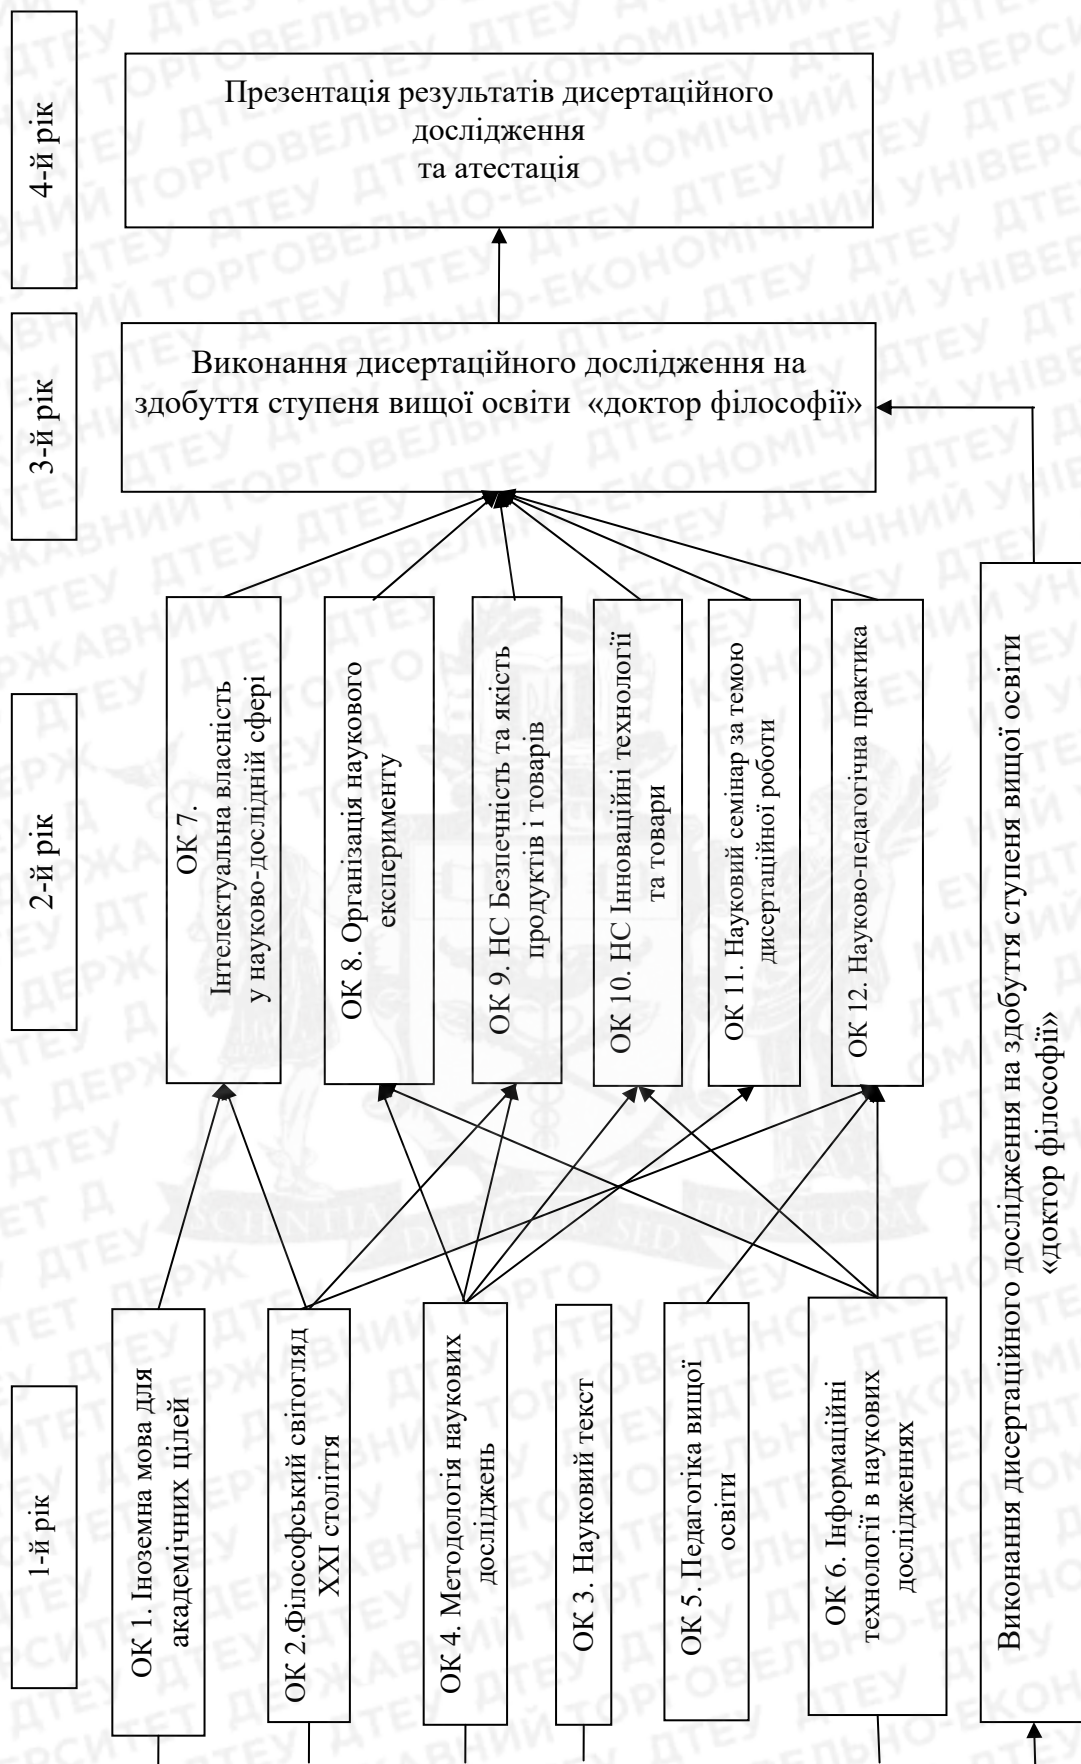 4-й рік
Презентація результатів дисертаційного
дослідження
та атестація
3-й рік
Виконання дисертаційного дослідження на
здобуття ступеня вищої освіти «доктор філософії»
2-й рік
ОК 7.
Інтелектуальна власність
у науково-дослідній сфері
ОК 8. Організація наукового
експерименту
ОК 9. НС Безпечність та якість
продуктів і товарів
ОК 10. НС Інноваційні технології
та товари
ОК 11. Науковий семінар за темою
дисертаційної роботи
ОК 12. Науково-педагогічна практика
1-й рік
ОК 1. Іноземна мова для
академічних цілей
ОК 2.Філософський світогляд
ХХІ століття
ОК 4. Методологія наукових
досліджень
ОК 3. Науковий текст
ОК 5. Педагогіка вищої
освіти
ОК 6. Інформаційні
технології в наукових
дослідженнях
Виконання дисертаційного дослідження на здобуття ступеня вищої освіти
«доктор філософії»